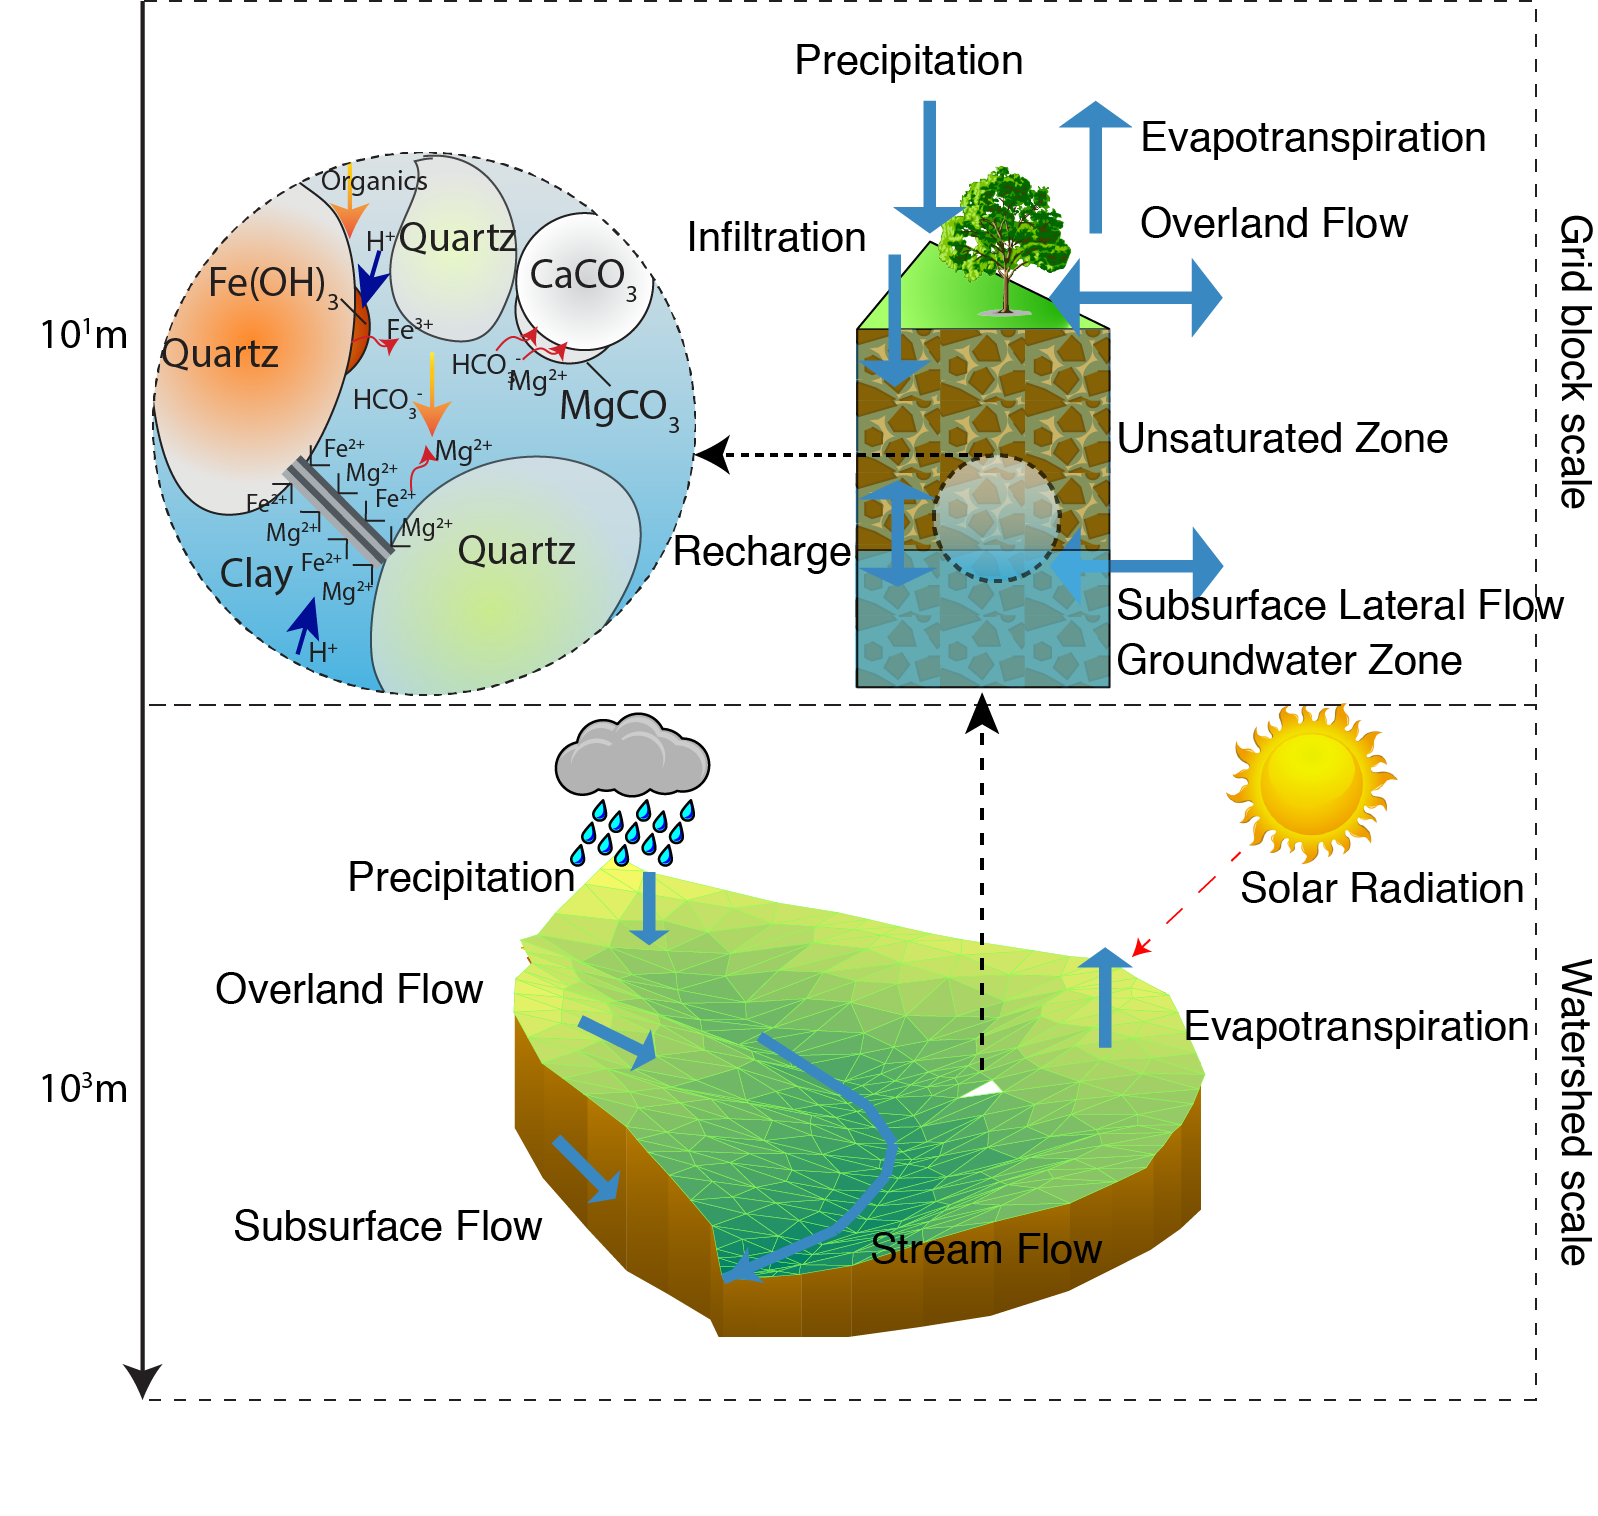 Precipitation
Evapotranspiration
Overland Flow
Infiltration
Grid block scale
Organics
H⁺
Quartz
CaCO₃
Fe(OH)₃
Fe³⁺
10¹m
Quartz
HCO₃⁻
Mg²⁺
MgCO₃
HCO₃⁻
Mg²⁺
Unsaturated Zone
Fe²⁺
Mg²⁺
Fe²⁺
Mg²⁺
Fe²⁺
Mg²⁺
Fe²⁺
Mg²⁺
Quartz
Clay
H⁺
Recharge
Subsurface Lateral Flow
Groundwater Zone
Precipitation
Solar Radiation
Overland Flow
Evapotranspiration
Watershed scale
10³m
Subsurface Flow
Stream Flow